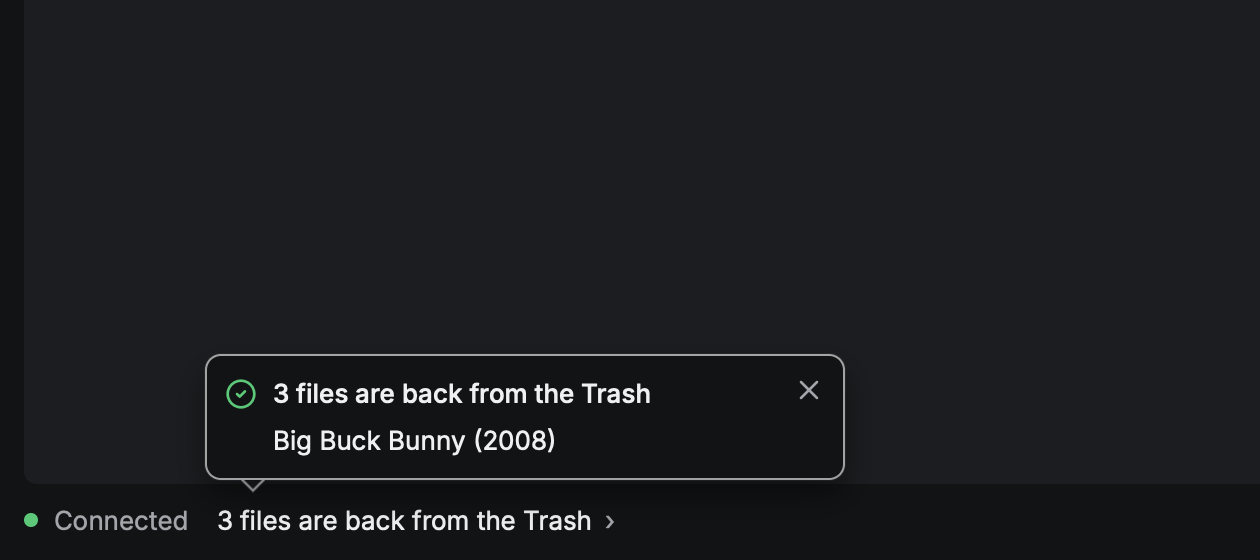 3 files are back from the Trash
Big Buck Bunny (2008)
Connected 3 files are back from the Trash ›